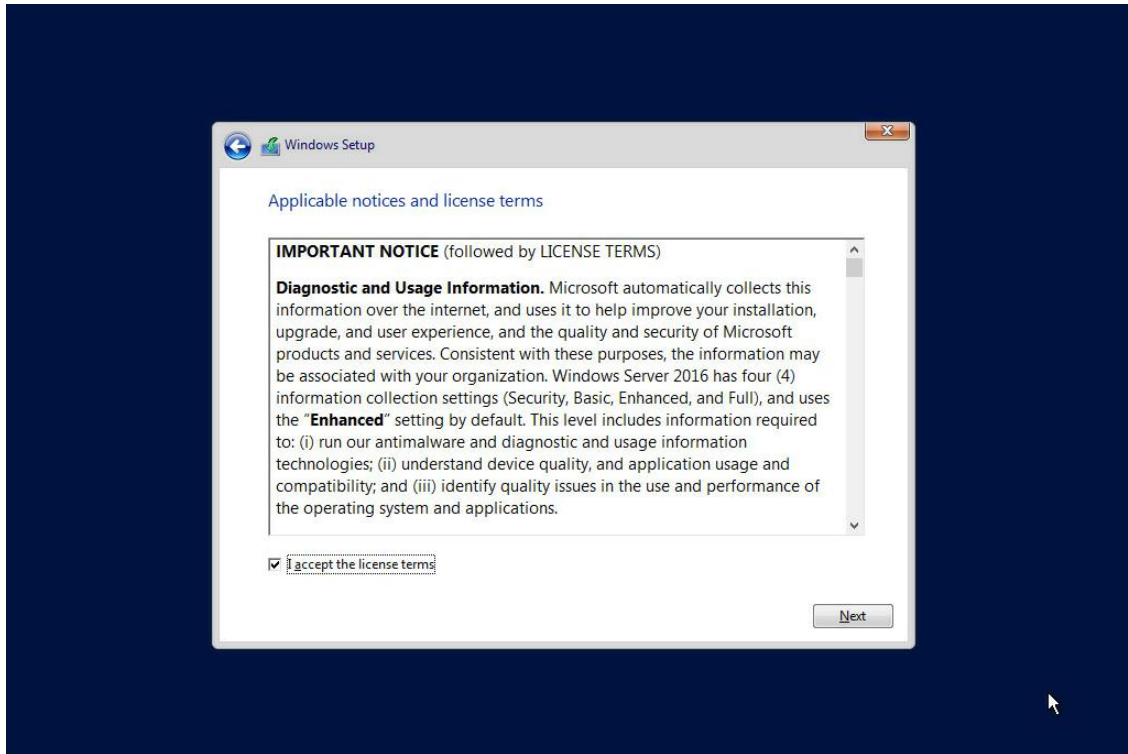 Windows Setup
Applicable notices and license terms
IMPORTANT NOTICE (followed by LICENSE TERMS)
Diagnostic and Usage Information. Microsoft automatically collects this
information over the internet, and uses it to help improve your installation,
upgrade, and user experience, and the quality and security of Microsoft
products and services. Consistent with these purposes, the information may
be associated with your organization. Windows Server 2016 has four (4)
information collection settings (Security, Basic, Enhanced, and Full), and uses
the “Enhanced” setting by default. This level includes information required
to: (i) run our antimalware and diagnostic and usage information
technologies; (ii) understand device quality, and application usage and
compatibility; and (iii) identify quality issues in the use and performance of
the operating system and applications.
I accept the license terms
Next